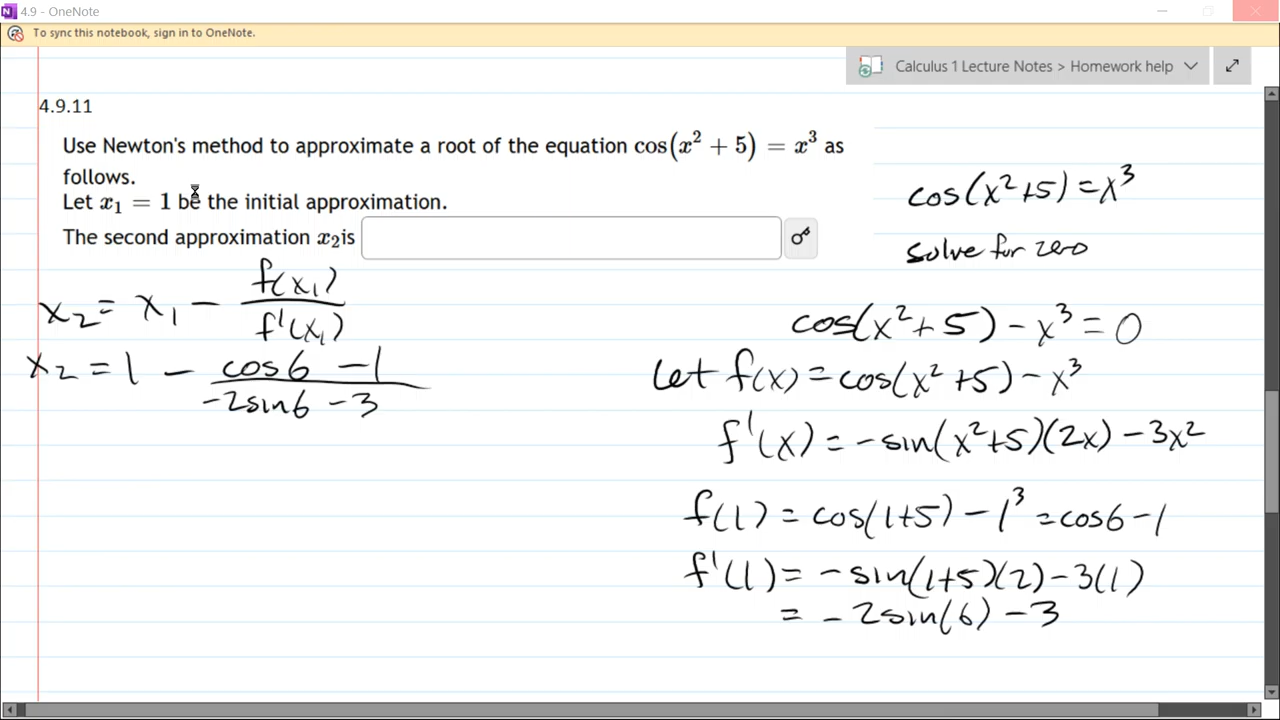 4.9 - OneNote
To sync this notebook, sign in to OneNote.
Calculus 1 Lecture Notes > Homework help
4.9.11
Use Newton's method to approximate a root of the equation cos(x² + 5) = x³ as
follows.
Let x₁ = 1 be the initial approximation.
The second approximation x₂is
x₂ = x₁ - f(x₁) / f'(x₁)
x₂ = 1 - (cos6 - 1) / (-2sin6 - 3)
cos(x²+5) = x³
solve for zero
cos(x²+5) - x³ = 0
Let f(x) = cos(x²+5) - x³
f'(x) = -sin(x²+5)(2x) - 3x²
f(1) = cos(1+5) - 1³ = cos6 - 1
f'(1) = -sin(1+5)(2) - 3(1)
= -2sin(6) - 3